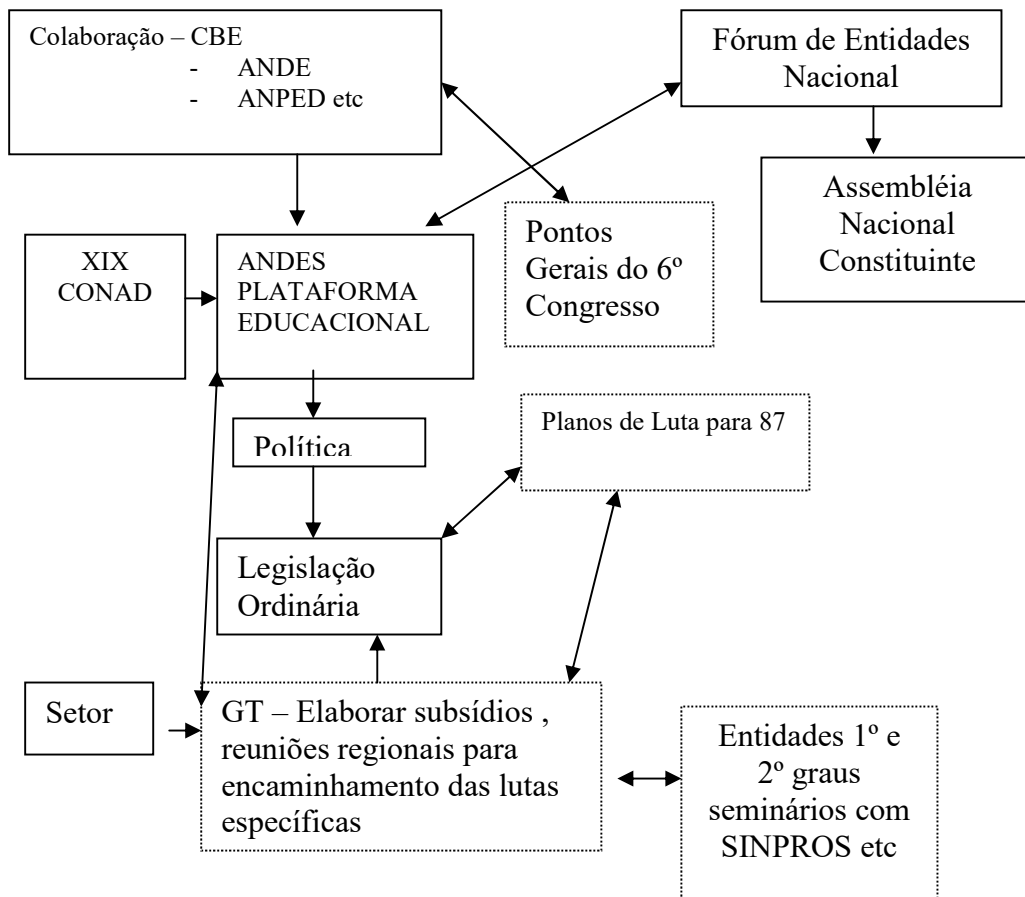 Colaboração – CBE
- ANDE
- ANPED etc
Fórum de Entidades
Nacional
Assembléia
Nacional
Constituinte
Pontos
Gerais do 6º
Congresso
XIX
CONAD
ANDES
PLATAFORMA
EDUCACIONAL
Política
Planos de Luta para 87
Legislação
Ordinária
Setor
GT – Elaborar subsídios ,
reuniões regionais para
encaminhamento das lutas
específicas
Entidades 1º e
2º graus
seminários com
SINPROS etc